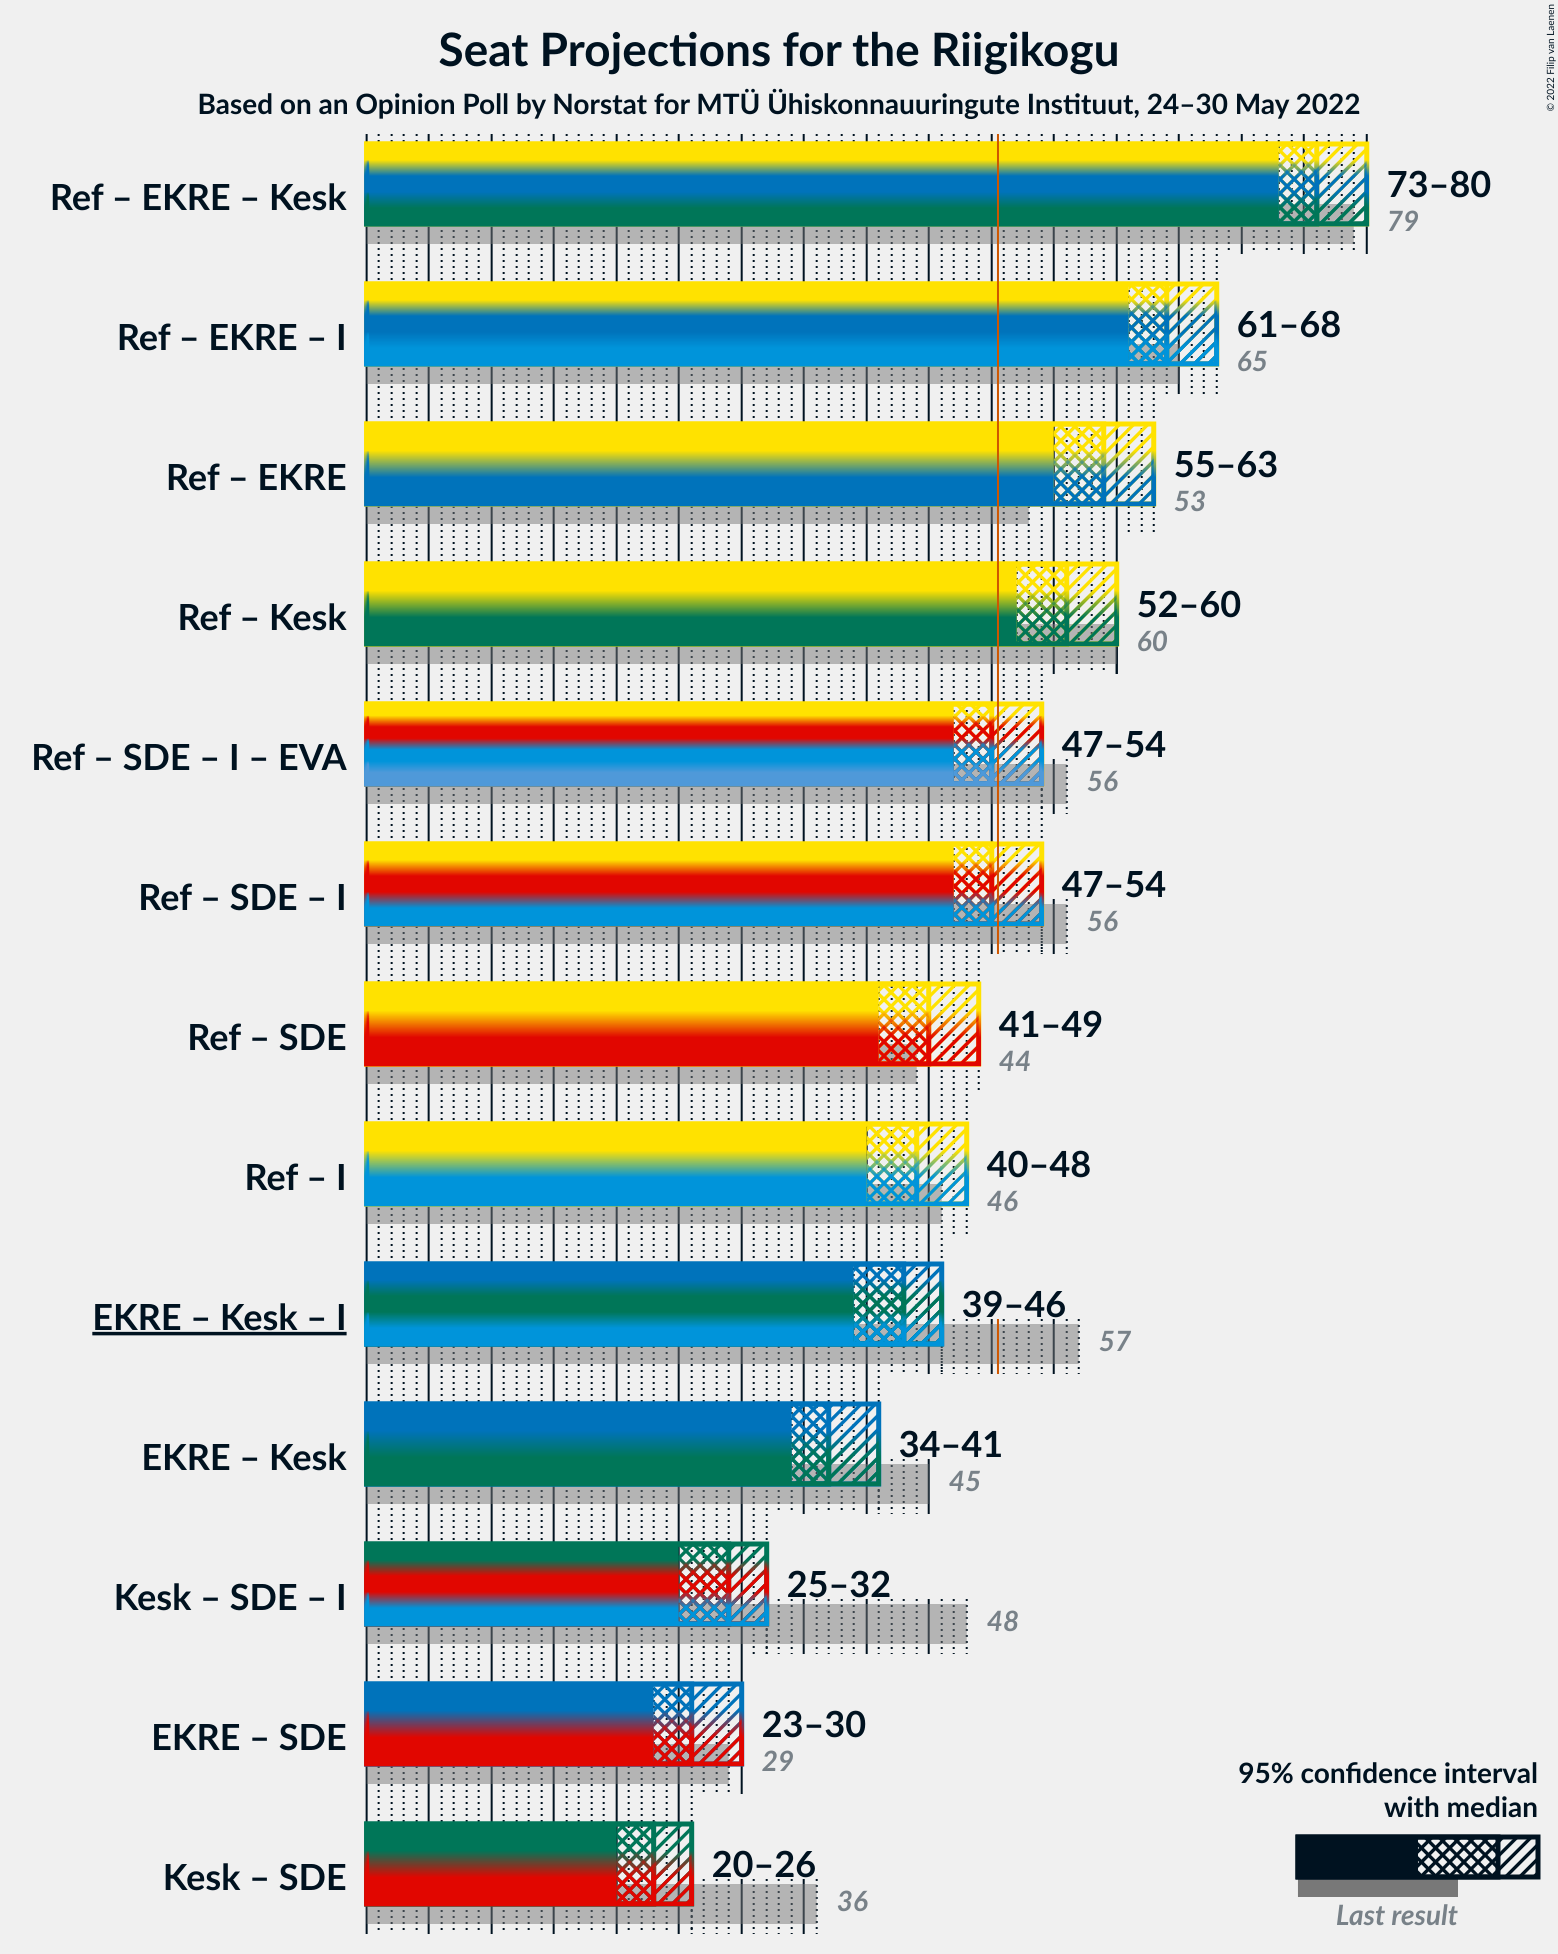 Seat Projections for the Riigikogu
Based on an Opinion Poll by Norstat for MTÜ Ühiskonnauuringute Instituut, 24–30 May 2022
© 2022 Filip van Laenen
Ref – EKRE – Kesk
73–80
79
Ref – EKRE – I
61–68
65
Ref – EKRE
55–63
53
Ref – Kesk
52–60
60
Ref – SDE – I – EVA
47–54
56
Ref – SDE – I
47–54
56
Ref – SDE
41–49
44
Ref – I
40–48
46
EKRE – Kesk – I
39–46
57
EKRE – Kesk
34–41
45
Kesk – SDE – I
25–32
48
EKRE – SDE
23–30
29
Kesk – SDE
20–26
36
95% confidence interval
with median
Last result